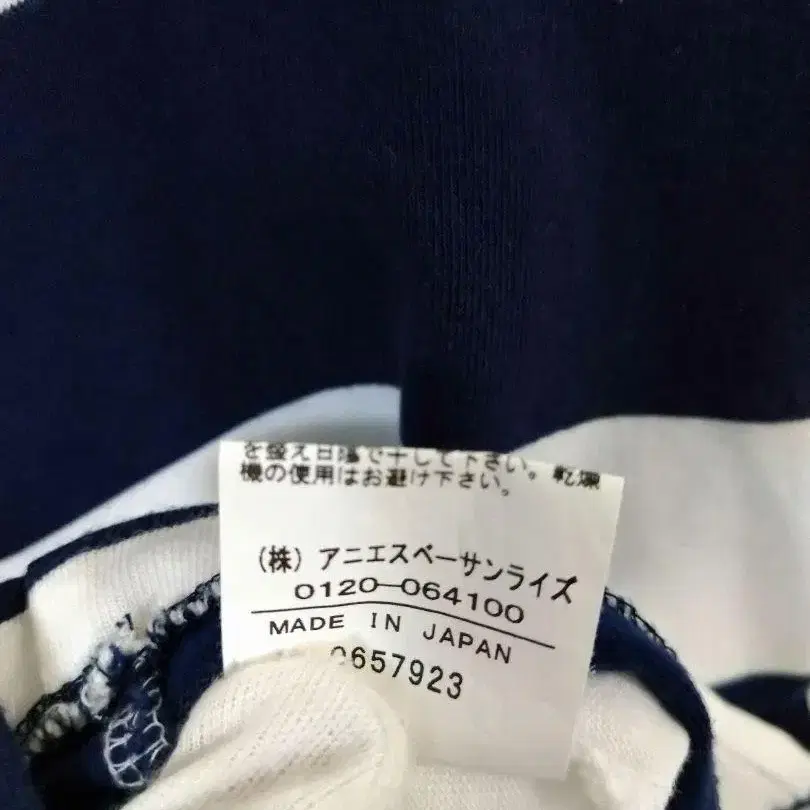 を整え日陰で干して下さい。乾燥
機の使用はお避け下さい。
(株) アニエスベーサンライズ
0120-064100
MADE IN JAPAN
0657923